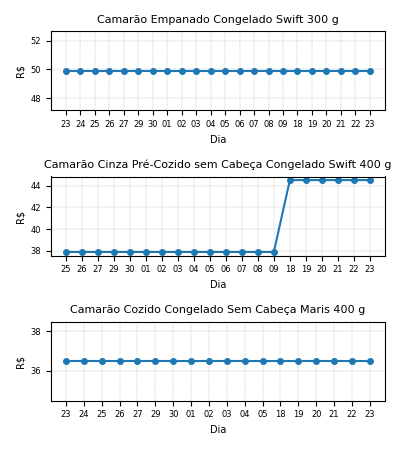 Camarão Empanado Congelado Swift 300 g
52
50
48
R$
23 24 25 26 27 29 30 01 02 03 04 05 06 07 08 09 18 19 20 21 22 23
Dia
Camarão Cinza Pré-Cozido sem Cabeça Congelado Swift 400 g
44
42
40
38
R$
25 26 27 29 30 01 02 03 04 05 06 07 08 09 18 19 20 21 22 23
Dia
Camarão Cozido Congelado Sem Cabeça Maris 400 g
38
36
R$
23 24 25 26 27 29 30 01 02 03 04 05 18 19 20 21 22 23
Dia